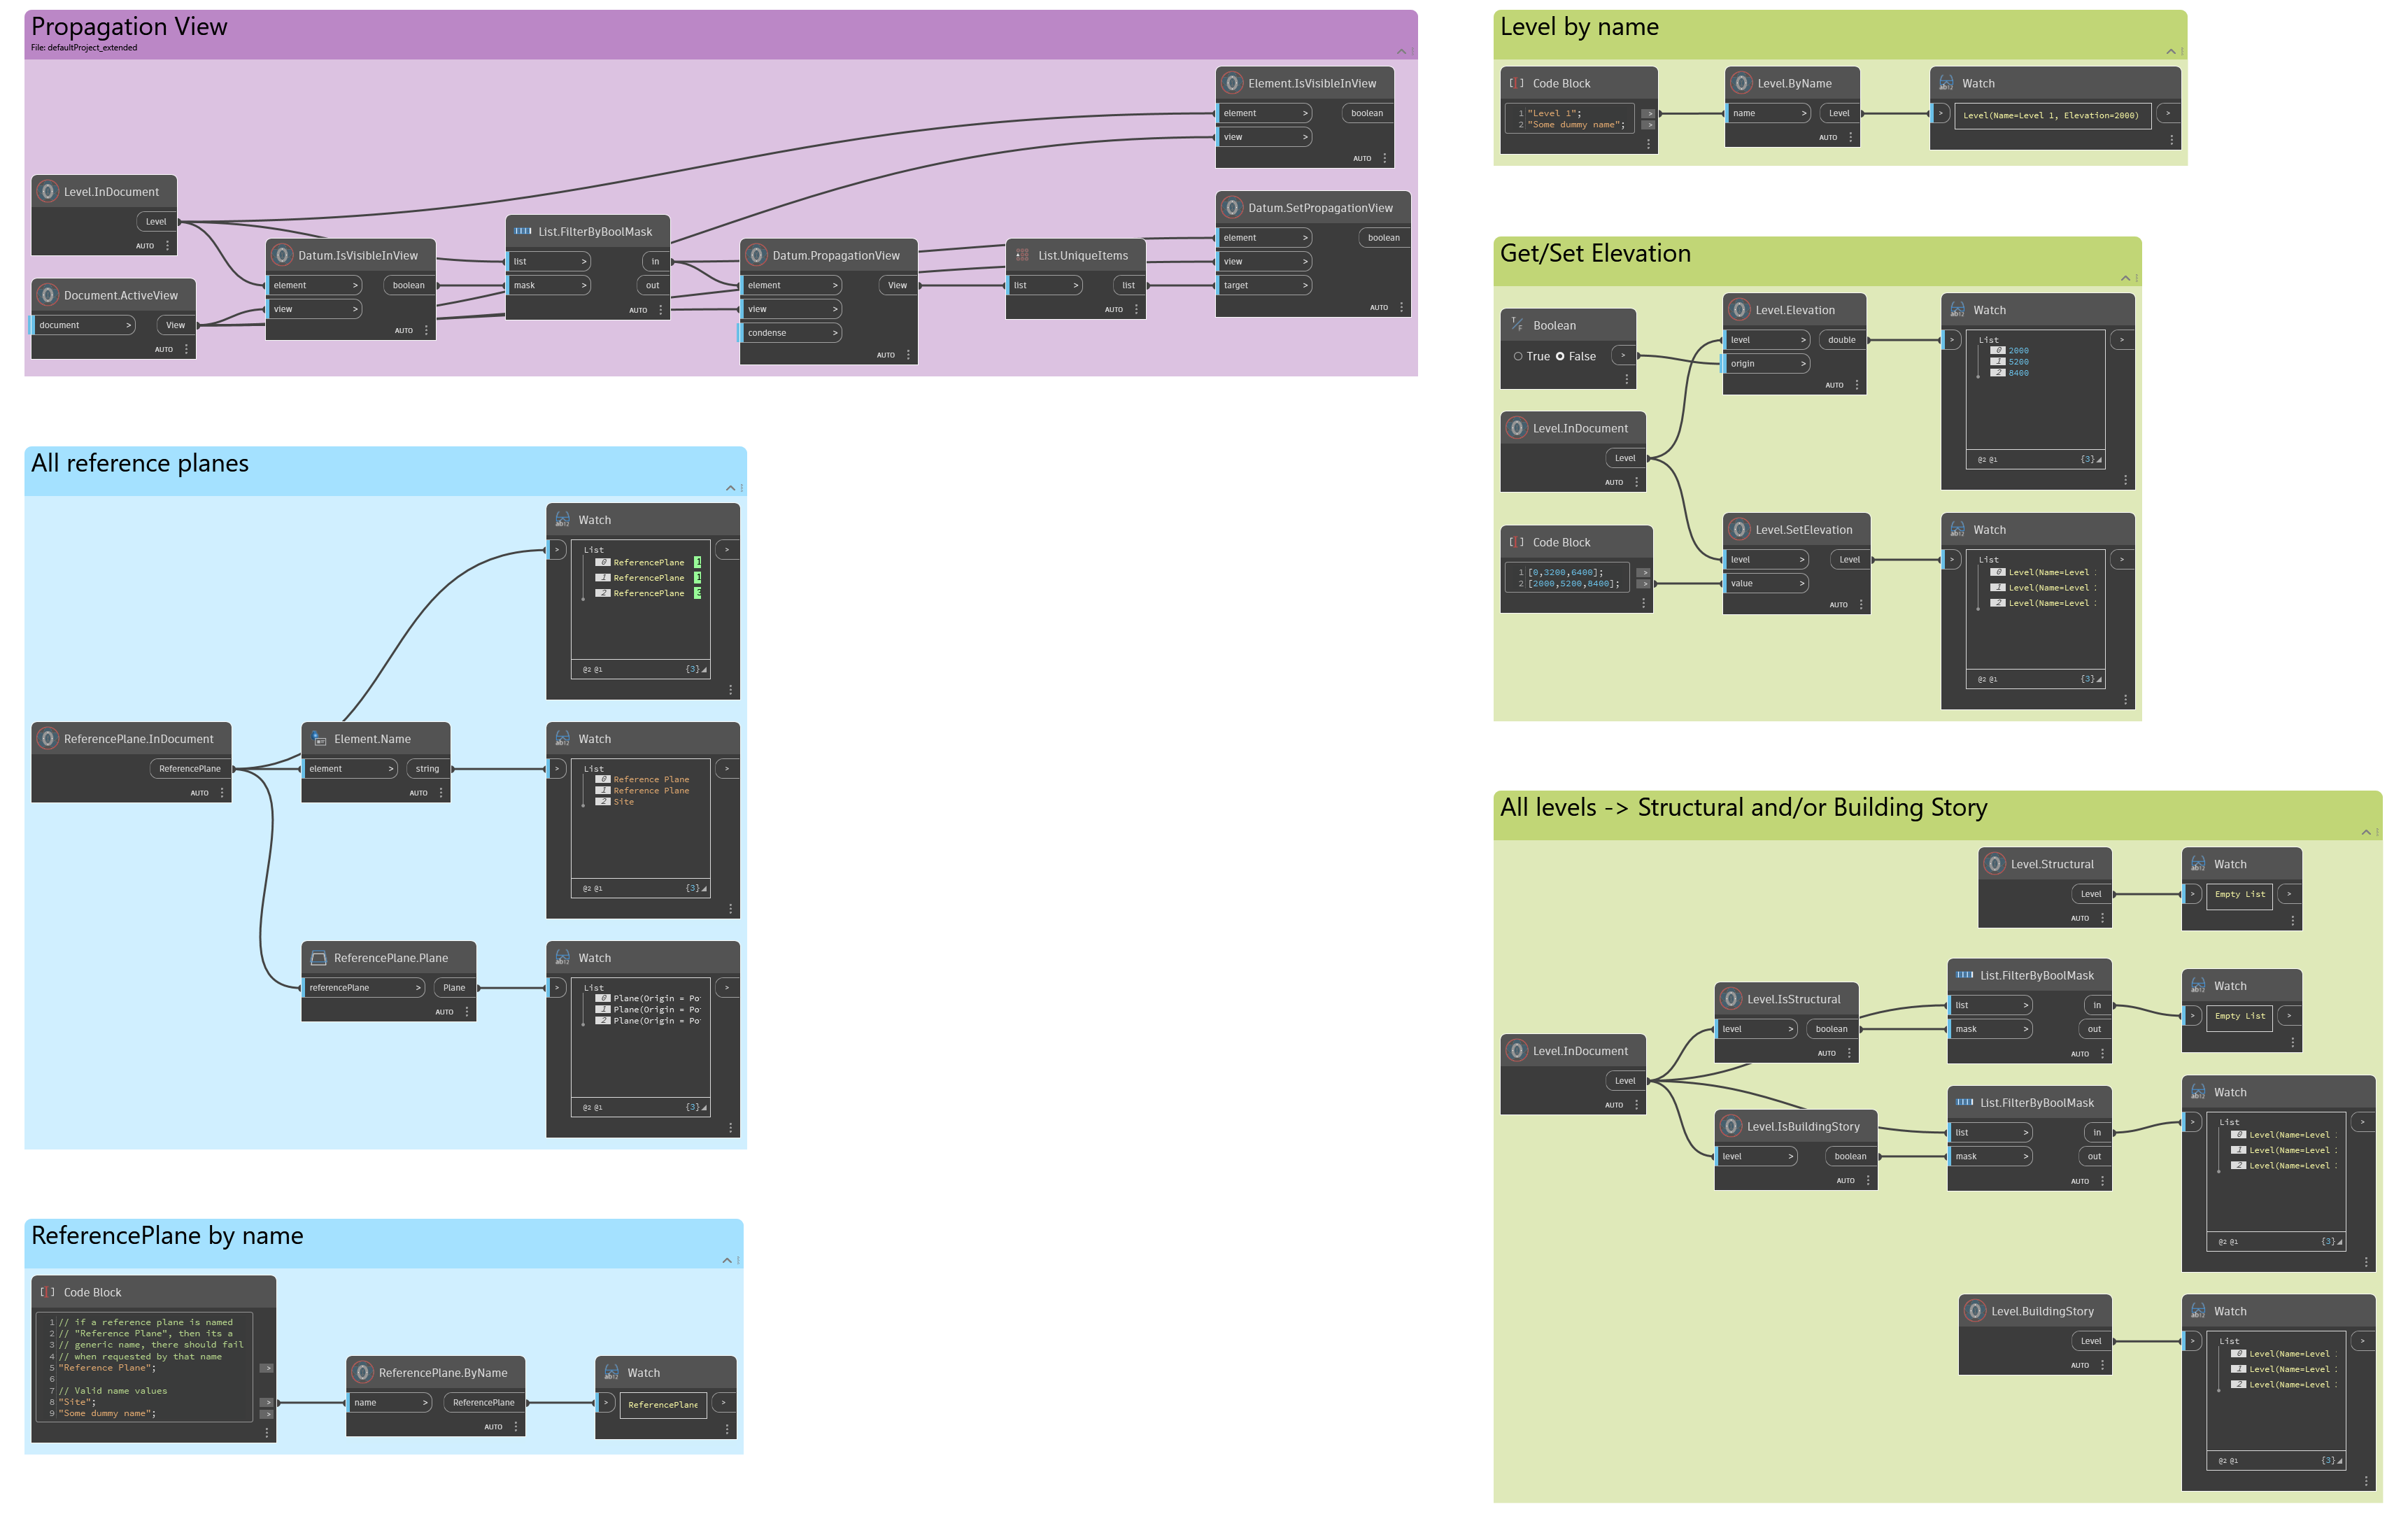 Propagation View
File: defaultProject_extended
Level.InDocument
Level
AUTO
Document.ActiveView
document > View
AUTO
Datum.IsVisibleInView
element > boolean
view >
AUTO
List.FilterByBoolMask
list > in
mask > out
AUTO
Datum.PropagationView
element > View
view >
condense >
AUTO
List.UniqueItems
list > list
AUTO
Element.IsVisibleInView
element > boolean
view >
AUTO
Datum.SetPropagationView
element > boolean
view >
target >
AUTO
All reference planes
ReferencePlane.InDocument
ReferencePlane
AUTO
Watch
> >
List
0 ReferencePlane 1
1 ReferencePlane 1
2 ReferencePlane 3
@2 @1 {3}
Element.Name
element > string
AUTO
Watch
> >
List
0 Reference Plane
1 Reference Plane
2 Site
@2 @1 {3}
ReferencePlane.Plane
referencePlane > Plane
AUTO
Watch
> >
List
0 Plane(Origin = Po
1 Plane(Origin = Po
2 Plane(Origin = Po
@2 @1 {3}
ReferencePlane by name
Code Block
1 // if a reference plane is named
2 // "Reference Plane", then its a
3 // generic name, there should fail
4 // when requested by that name
5 "Reference Plane"; >
6
7 // Valid name values
8 "Site"; >
9 "Some dummy name"; >
ReferencePlane.ByName
name > ReferencePlane
AUTO
Watch
> ReferencePlane >
Level by name
Code Block
1 "Level 1"; >
2 "Some dummy name"; >
Level.ByName
name > Level
AUTO
Watch
> Level(Name=Level 1, Elevation=2000) >
Get/Set Elevation
Boolean
True False >
Level.InDocument
Level
AUTO
Code Block
1 [0,3200,6400]; >
2 [2000,5200,8400]; >
Level.Elevation
level > double
origin >
AUTO
Watch
> >
List
0 2000
1 5200
2 8400
@2 @1 {3}
Level.SetElevation
level > Level
value >
AUTO
Watch
> >
List
0 Level(Name=Level
1 Level(Name=Level
2 Level(Name=Level
@2 @1 {3}
All levels -> Structural and/or Building Story
Level.Structural
Level
AUTO
Watch
> Empty List >
Level.InDocument
Level
AUTO
Level.IsStructural
level > boolean
AUTO
List.FilterByBoolMask
list > in
mask > out
AUTO
Watch
> Empty List >
Level.IsBuildingStory
level > boolean
AUTO
List.FilterByBoolMask
list > in
mask > out
AUTO
Watch
> >
List
0 Level(Name=Level
1 Level(Name=Level
2 Level(Name=Level
@2 @1 {3}
Level.BuildingStory
Level
AUTO
Watch
> >
List
0 Level(Name=Level
1 Level(Name=Level
2 Level(Name=Level
@2 @1 {3}